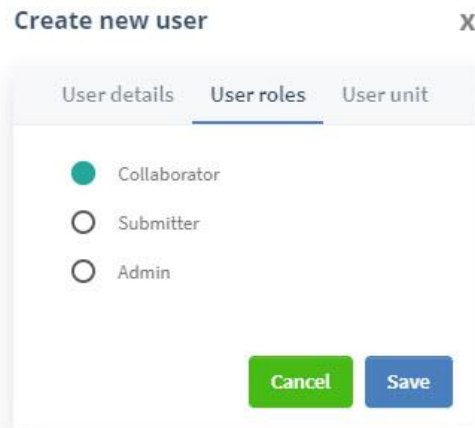 Create new user X
User details User roles User unit
Collaborator
Submitter
Admin
Cancel Save